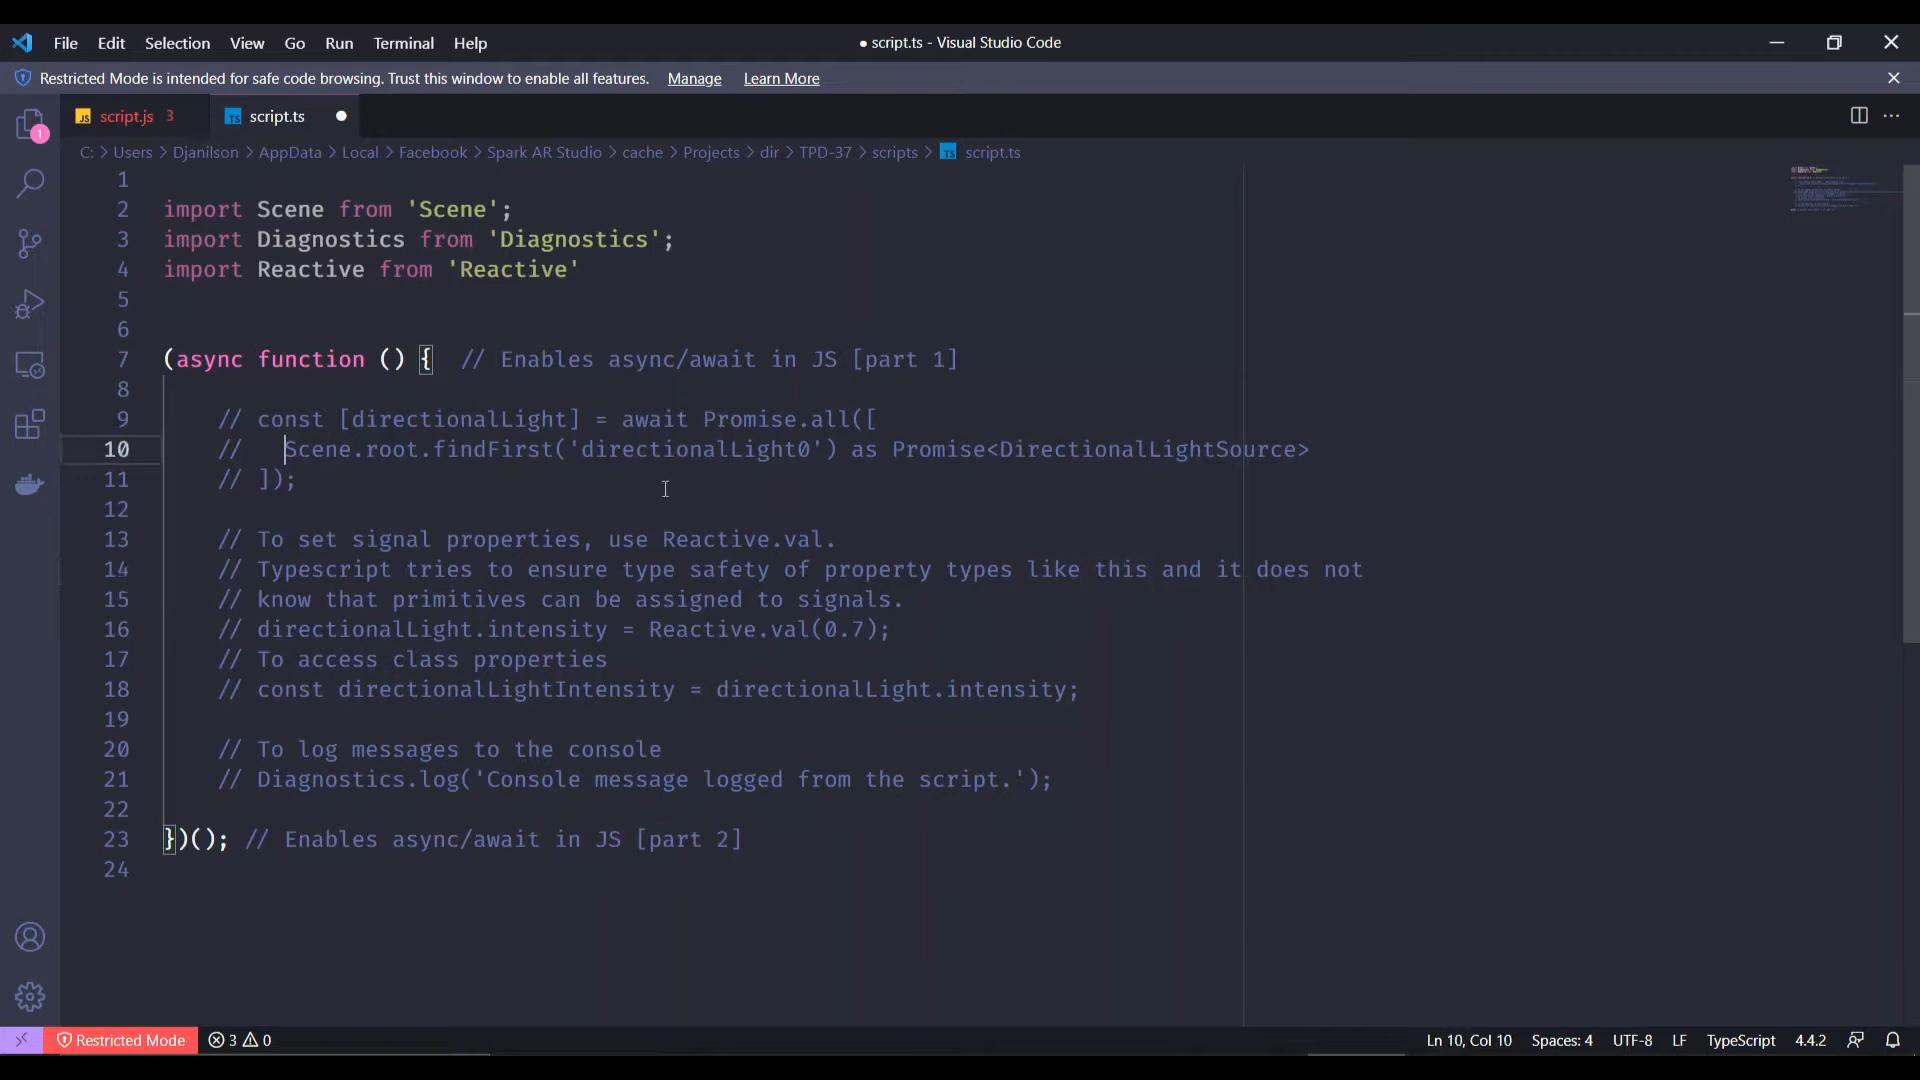 File Edit Selection View Go Run Terminal Help ● script.ts - Visual Studio Code
Restricted Mode is intended for safe code browsing. Trust this window to enable all features. Manage Learn More
JS script.js 3 TS script.ts ●
1
C: > Users > Djanilson > AppData > Local > Facebook > Spark AR Studio > cache > Projects > dir > TPD-37 > scripts > TS script.ts
1
2 import Scene from 'Scene';
3 import Diagnostics from 'Diagnostics';
4 import Reactive from 'Reactive'
5
6
7 (async function () { // Enables async/await in JS [part 1]
8
9 // const [directionalLight] = await Promise.all([
10 // Scene.root.findFirst('directionalLight0') as Promise<DirectionalLightSource>
11 // ]);
12
13 // To set signal properties, use Reactive.val.
14 // Typescript tries to ensure type safety of property types like this and it does not
15 // know that primitives can be assigned to signals.
16 // directionalLight.intensity = Reactive.val(0.7);
17 // To access class properties
18 // const directionalLightIntensity = directionalLight.intensity;
19
20 // To log messages to the console
21 // Diagnostics.log('Console message logged from the script.');
22
23 })(); // Enables async/await in JS [part 2]
24
Restricted Mode 3 0 Ln 10, Col 10 Spaces: 4 UTF-8 LF TypeScript 4.4.2